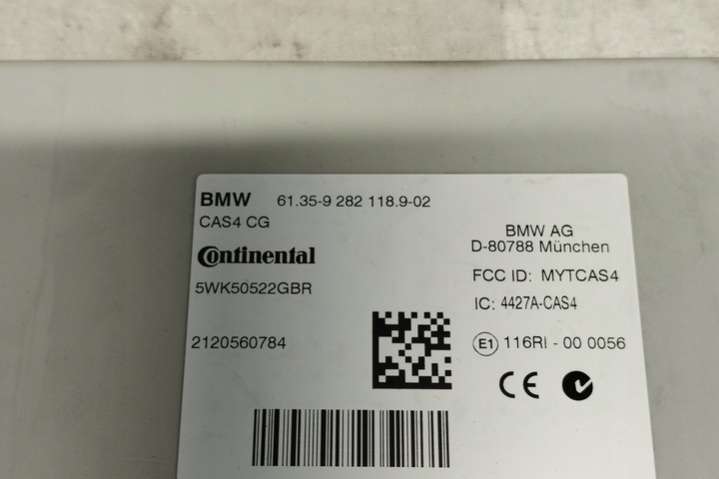 BMW 61.35-9 282 118.9-02
CAS4 CG
Continental
5WK50522GBR
2120560784
BMW AG
D-80788 München
FCC ID: MYTCAS4
IC: 4427A-CAS4
E1 116RI - 00 0056
CE